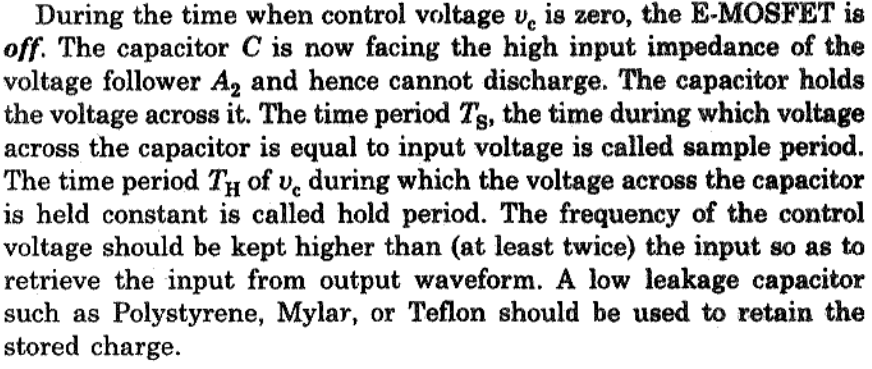 During the time when control voltage v_c is zero, the E-MOSFET is
off. The capacitor C is now facing the high input impedance of the
voltage follower A₂ and hence cannot discharge. The capacitor holds
the voltage across it. The time period T_S, the time during which voltage
across the capacitor is equal to input voltage is called sample period.
The time period T_H of v_c during which the voltage across the capacitor
is held constant is called hold period. The frequency of the control
voltage should be kept higher than (at least twice) the input so as to
retrieve the input from output waveform. A low leakage capacitor
such as Polystyrene, Mylar, or Teflon should be used to retain the
stored charge.